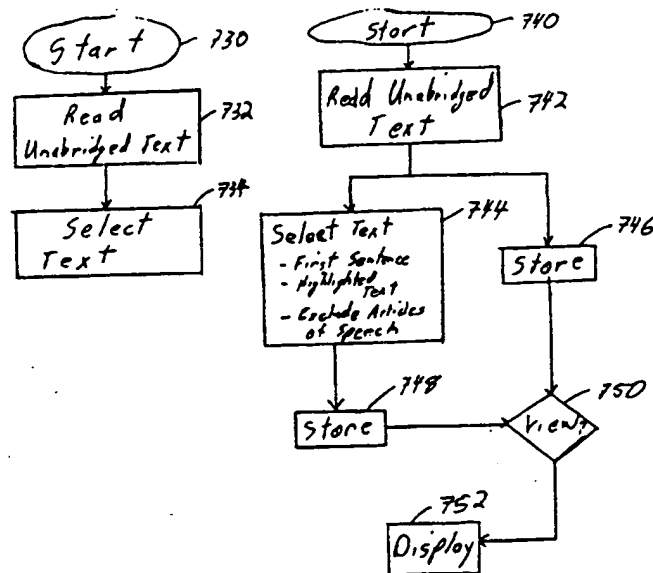 Start
730
Read
Unabridged Text
732
Select
Text
734
Start
740
Read Unabridged
Text
742
Select Text
- First Sentence
- Highlighted
Text
- Exclude Articles
of Speech
744
Store
746
Store
748
View?
750
Display
752